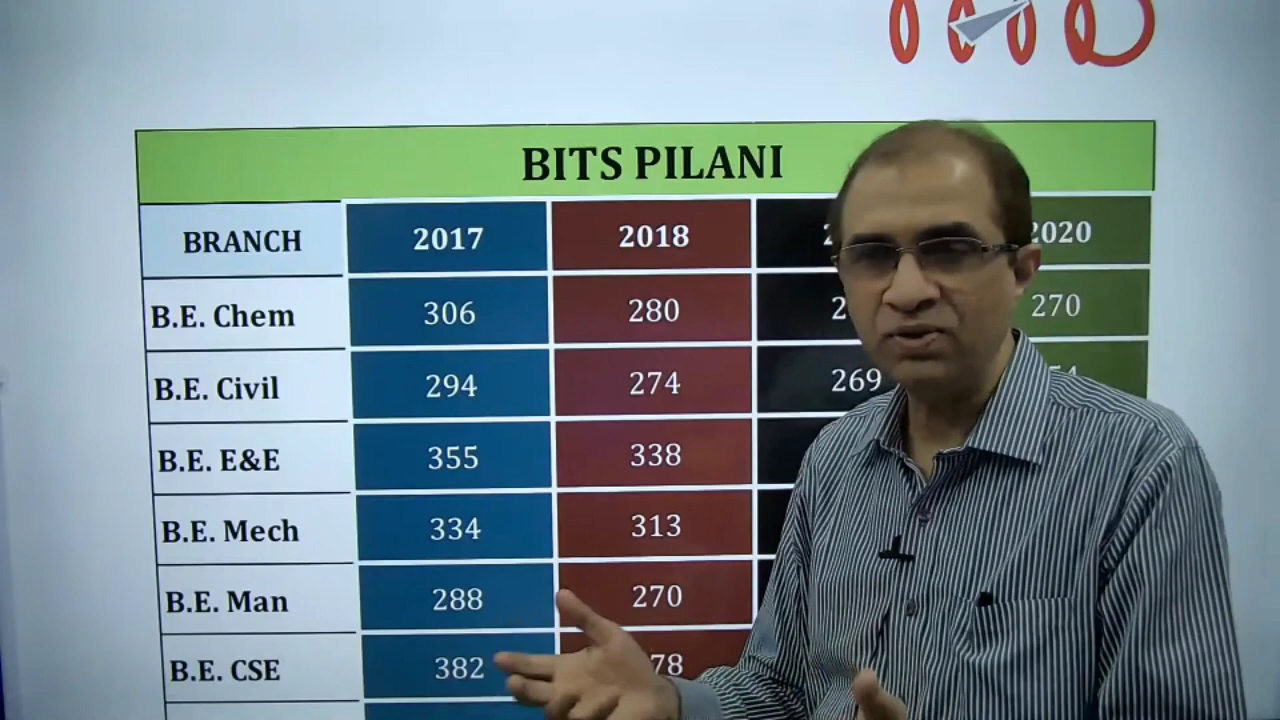 BITS PILANI
BRANCH 2017 2018 2020
B.E. Chem 306 280 270
B.E. Civil 294 274 269
B.E. E&E 355 338
B.E. Mech 334 313
B.E. Man 288 270
B.E. CSE 382